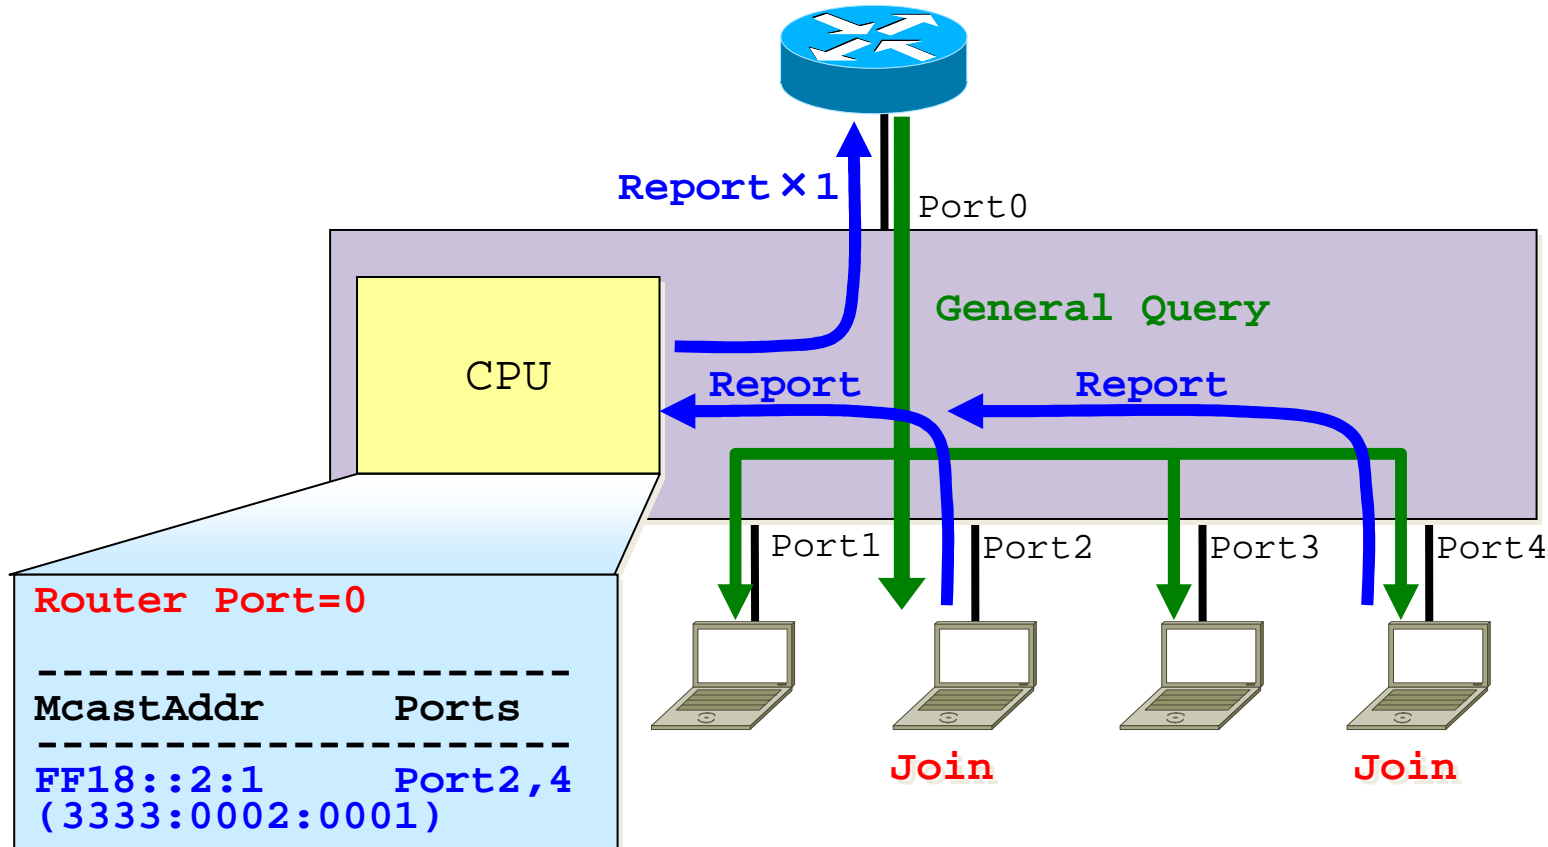 Report×1
Port0
General Query
CPU
Report
Report
Port1
Port2
Port3
Port4
Router Port=0
---------------------
McastAddr Ports
---------------------
FF18::2:1 Port2,4
(3333:0002:0001)
Join
Join